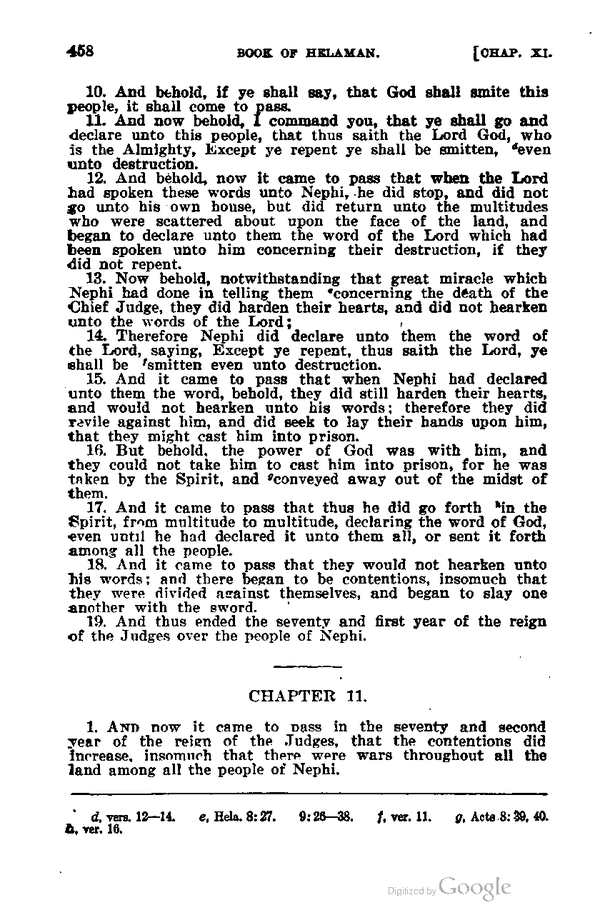 458 BOOK OF HELAMAN. [CHAP. XI.
10. And behold, if ye shall say, that God shall smite this
people, it shall come to pass.
11. And now behold, I command you, that ye shall go and
declare unto this people, that thus saith the Lord God, who
is the Almighty, Except ye repent ye shall be smitten, ᵈeven
unto destruction.
12. And behold, now it came to pass that when the Lord
had spoken these words unto Nephi, he did stop, and did not
go unto his own house, but did return unto the multitudes
who were scattered about upon the face of the land, and
began to declare unto them the word of the Lord which had
been spoken unto him concerning their destruction, if they
did not repent.
13. Now behold, notwithstanding that great miracle which
Nephi had done in telling them ᵉconcerning the death of the
Chief Judge, they did harden their hearts, and did not hearken
unto the words of the Lord;
14. Therefore Nephi did declare unto them the word of
the Lord, saying, Except ye repent, thus saith the Lord, ye
shall be ᶠsmitten even unto destruction.
15. And it came to pass that when Nephi had declared
unto them the word, behold, they did still harden their hearts,
and would not hearken unto his words; therefore they did
revile against him, and did seek to lay their hands upon him,
that they might cast him into prison.
16. But behold, the power of God was with him, and
they could not take him to cast him into prison, for he was
taken by the Spirit, and ᵍconveyed away out of the midst of
them.
17. And it came to pass that thus he did go forth ʰin the
Spirit, from multitude to multitude, declaring the word of God,
even until he had declared it unto them all, or sent it forth
among all the people.
18. And it came to pass that they would not hearken unto
his words; and there began to be contentions, insomuch that
they were divided against themselves, and began to slay one
another with the sword.
19. And thus ended the seventy and first year of the reign
of the Judges over the people of Nephi.
CHAPTER 11.
1. AND now it came to pass in the seventy and second
year of the reign of the Judges, that the contentions did
increase, insomuch that there were wars throughout all the
land among all the people of Nephi.
d, vers. 12—14. e, Hela. 8:27. 9:26—38. f, ver. 11. g, Acts 8:39, 40.
h, ver. 16.
Digitized by Google